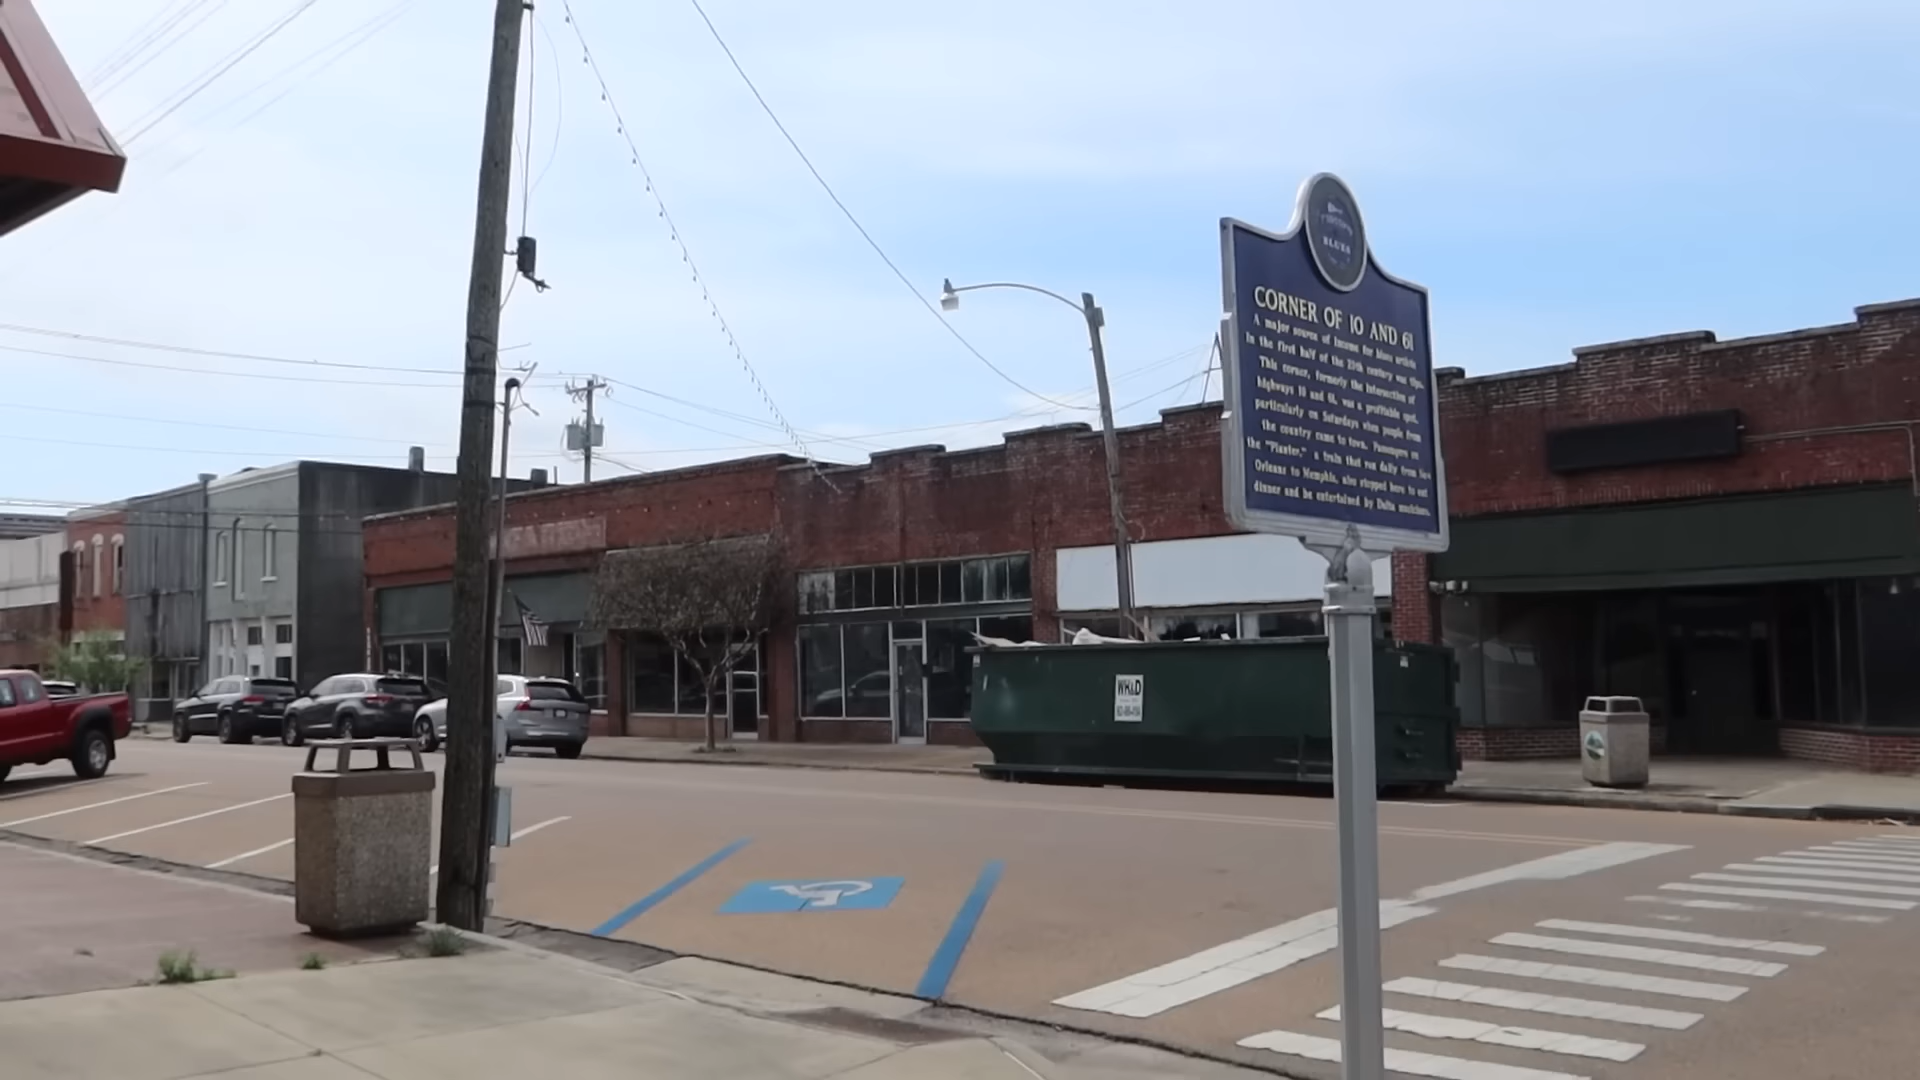 BLUES
CORNER OF 10 AND 61
A major source of income for blues artists
in the first half of the 20th century was tips.
This corner, formerly the intersection of
highways 10 and 61, was a profitable spot,
particularly on Saturdays when people from
the country came to town. Passengers on
the "Planter," a train that ran daily from New
Orleans to Memphis, also stopped here to eat
dinner and be entertained by Delta musicians.